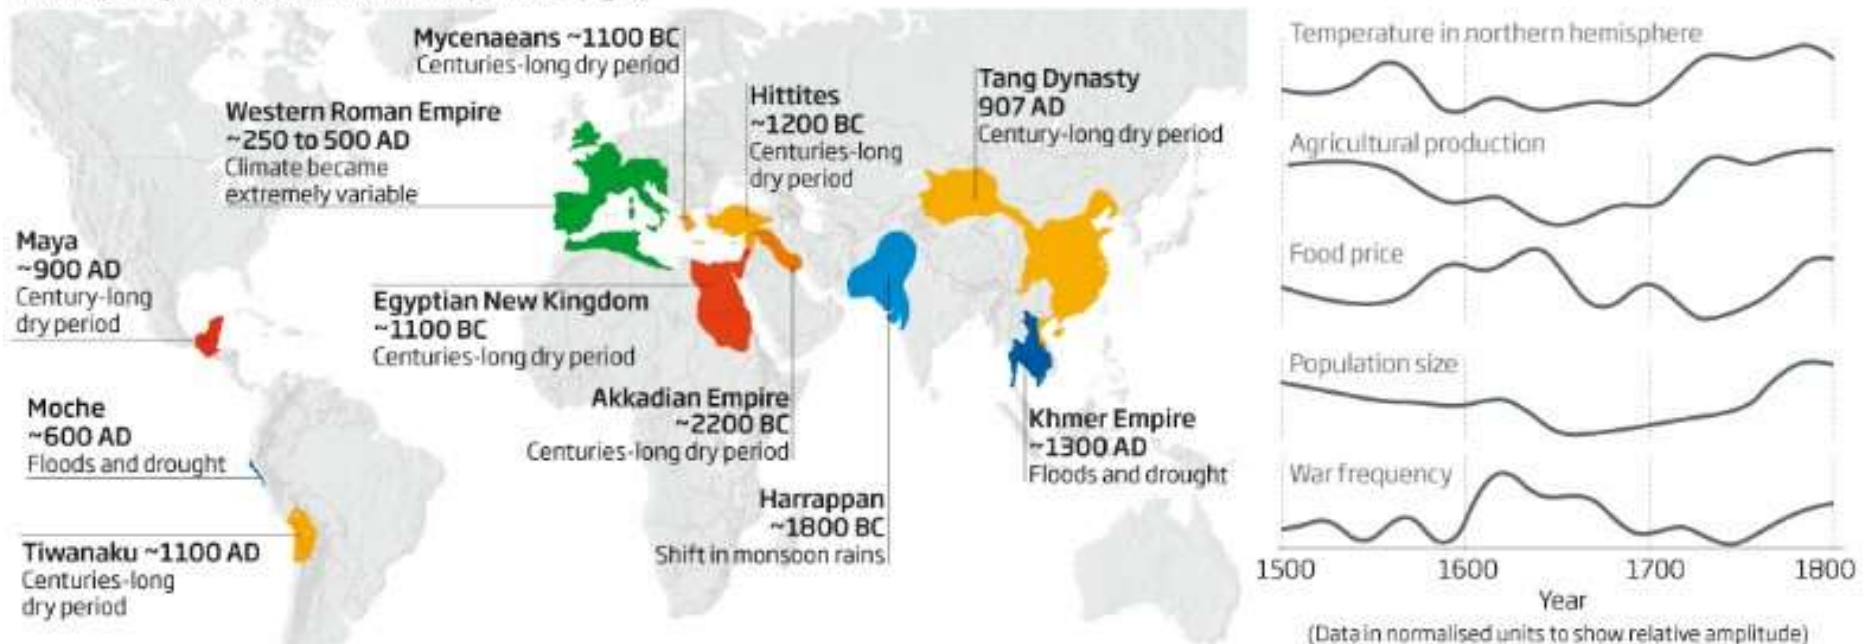 Mycenaeans ~1100 BC
Centuries-long dry period
Western Roman Empire
~250 to 500 AD
Climate became
extremely variable
Hittites
~1200 BC
Centuries-long
dry period
Tang Dynasty
907 AD
Century-long dry period
Maya
~900 AD
Century-long
dry period
Egyptian New Kingdom
~1100 BC
Centuries-long dry period
Akkadian Empire
~2200 BC
Centuries-long dry period
Moche
~600 AD
Floods and drought
Khmer Empire
~1300 AD
Floods and drought
Harrappan
~1800 BC
Shift in monsoon rains
Tiwanaku ~1100 AD
Centuries-long
dry period
Temperature in northern hemisphere
Agricultural production
Food price
Population size
War frequency
1500 1600 1700 1800
Year
(Data in normalised units to show relative amplitude)